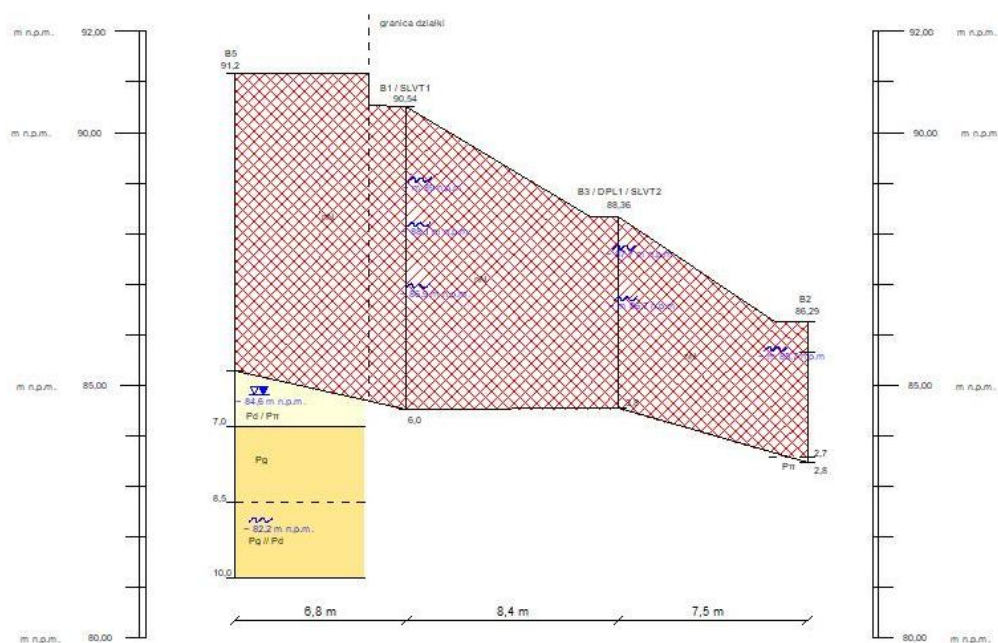 granica działki
m n.p.m.
92,00
92,00
m n.p.m.
B5
91,2
B1 / SLVT1
90,54
m n.p.m.
90,00
90,00
m n.p.m.
B3 / DPL1 / SLVT2
88,36
nN
nN
nN
B2
86,29
m n.p.m.
85,00
85,00
m n.p.m.
~ 84,6 m n.p.m.
Pd / Pπ
7,0
6,0
Pg
2,7
Pπ
2,8
8,5
~ 82,2 m n.p.m.
Pg // Pd
10,0
6,8 m
8,4 m
7,5 m
m n.p.m.
80,00
80,00
m n.p.m.